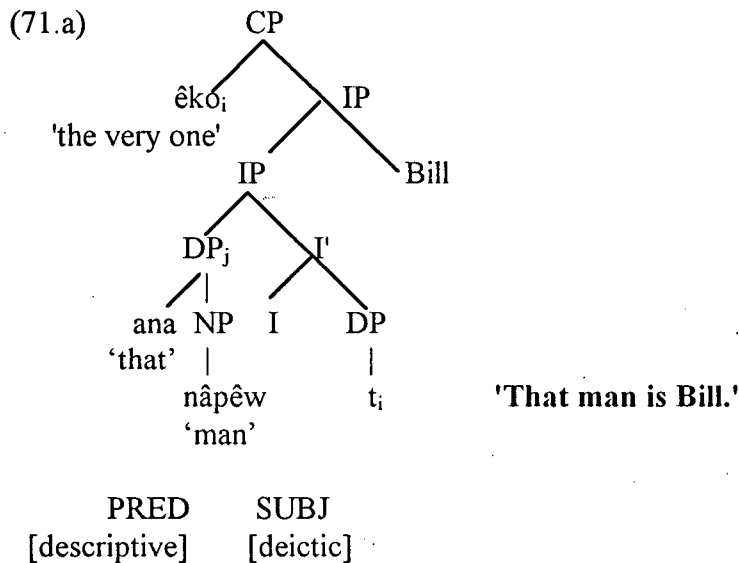 (71.a) CP
êkoᵢ IP
'the very one'
IP Bill
DPⱼ I'
ana NP I DP
‘that’
nâpêw tᵢ 'That man is Bill.'
‘man’
PRED SUBJ
[descriptive] [deictic]